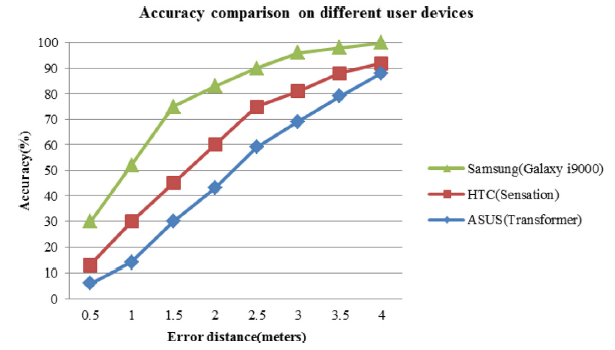 Accuracy comparison on different user devices
100
90
80
70
60
50
40
30
20
10
0
Accuracy(%)
0.5 1 1.5 2 2.5 3 3.5 4
Error distance(meters)
Samsung(Galaxy i9000)
HTC(Sensation)
ASUS(Transformer)